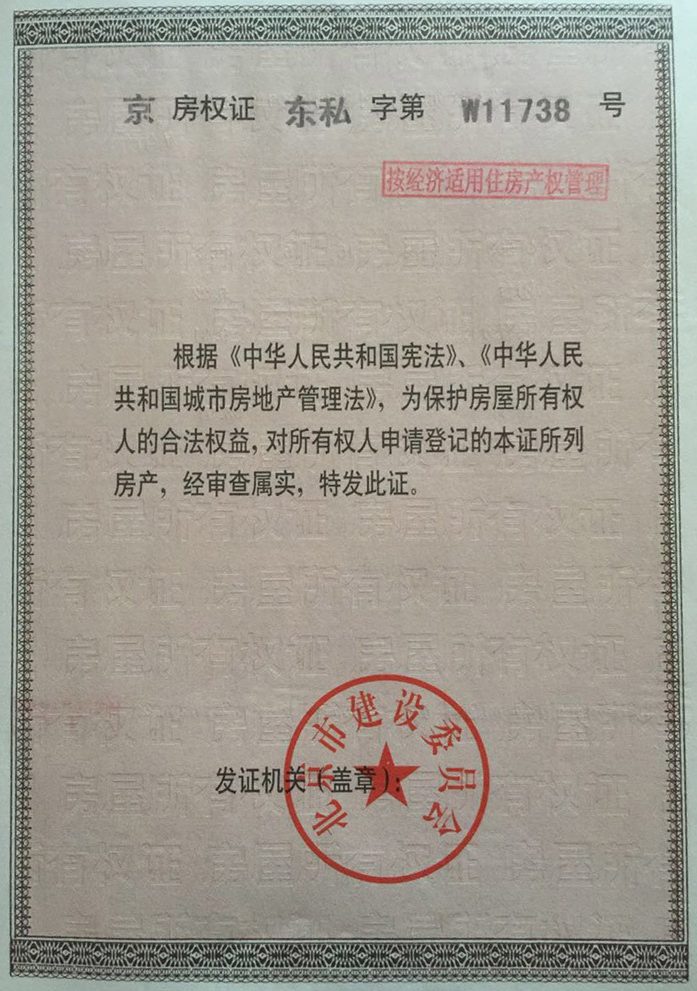 京 房权证 东私 字第 W11738 号
按经济适用住房产权管理
根据《中华人民共和国宪法》、《中华人民
共和国城市房地产管理法》，为保护房屋所有权
人的合法权益，对所有权人申请登记的本证所列
房产，经审查属实，特发此证。
北京市建设委员会
发证机关（盖章）：